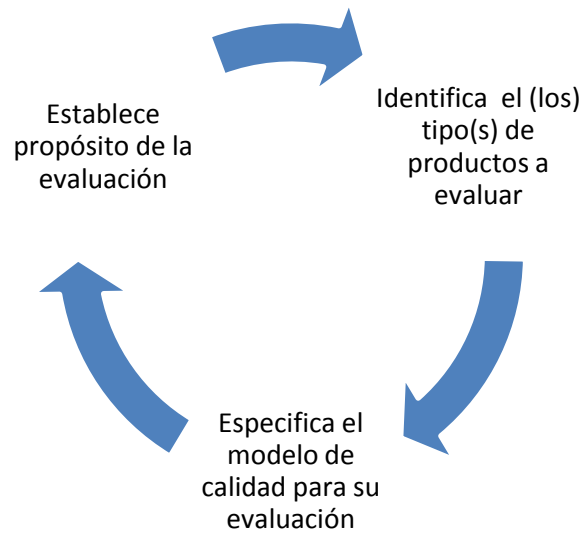 Establece
propósito de la
evaluación
Identifica el (los)
tipo(s) de
productos a
evaluar
Especifica el
modelo de
calidad para su
evaluación